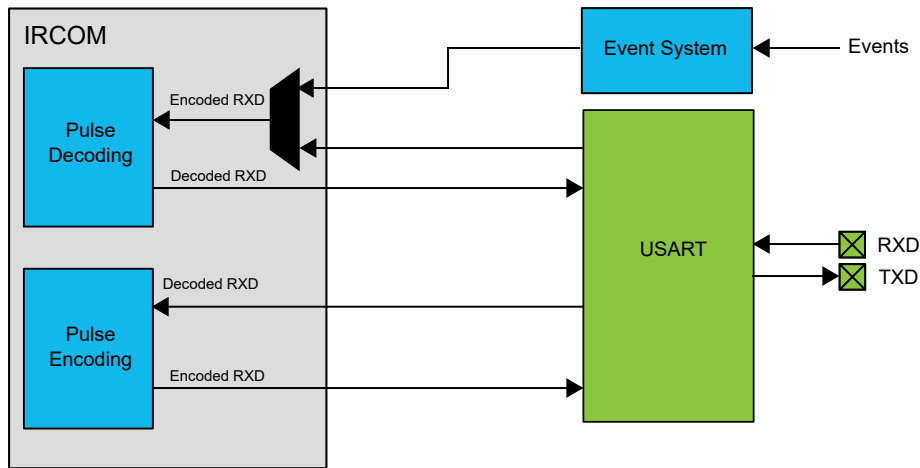 IRCOM
Event System
Events
Encoded RXD
Pulse
Decoding
Decoded RXD
USART
RXD
TXD
Decoded RXD
Pulse
Encoding
Encoded RXD